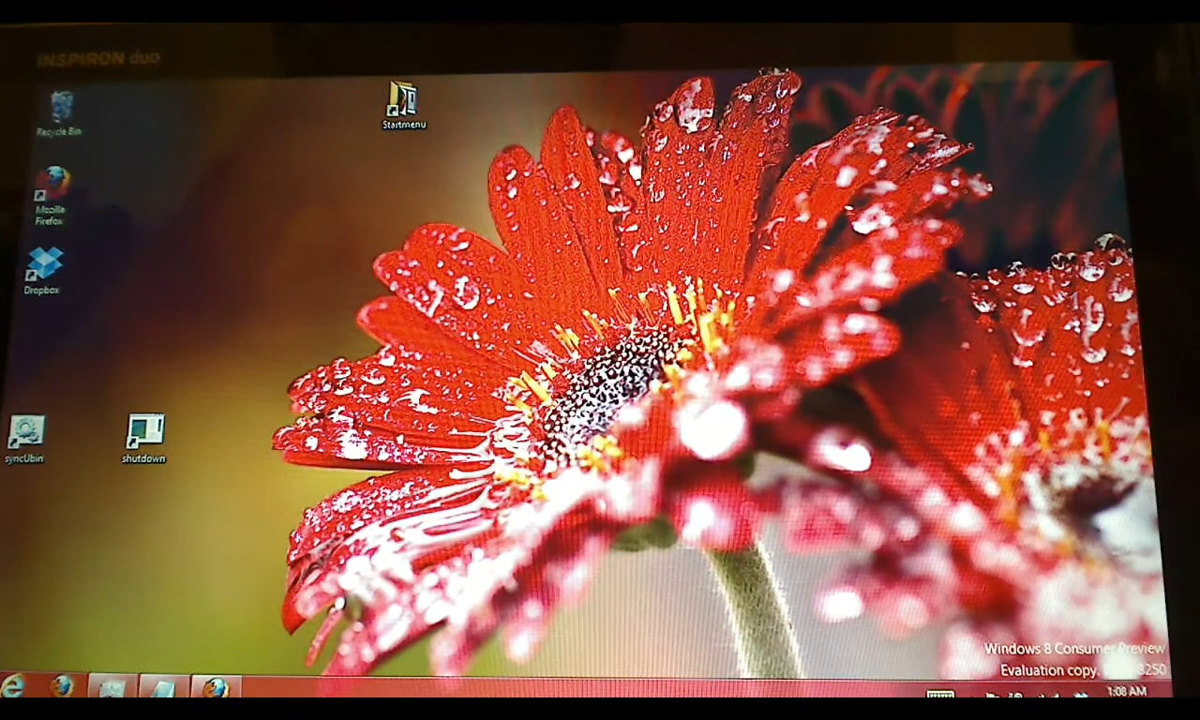 INSPIRON duo
Recycle Bin
Startmenu
Mozilla
Firefox
Dropbox
syncUbin
shutdown
Windows 8 Consumer Preview
Evaluation copy. 8250
1:08 AM